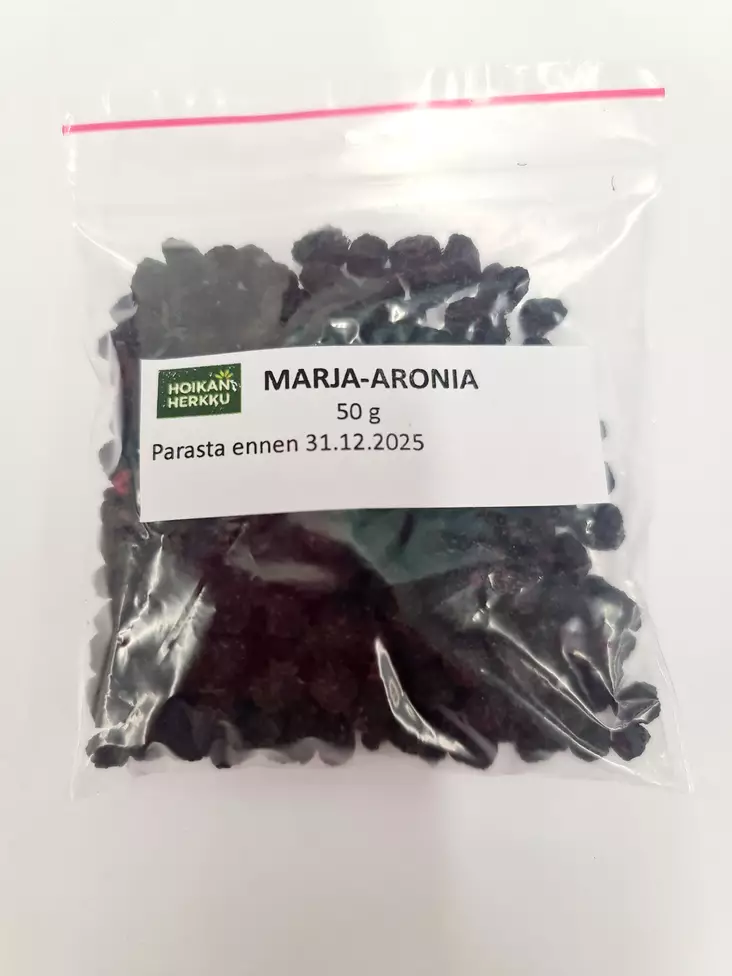 HOIKAN
HERKKU
MARJA-ARONIA
50 g
Parasta ennen 31.12.2025